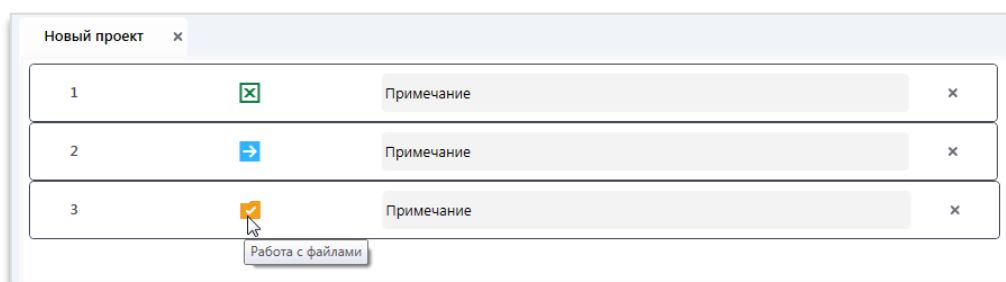 Новый проект ×
1 Примечание ×
2 Примечание ×
3 Примечание ×
Работа с файлами